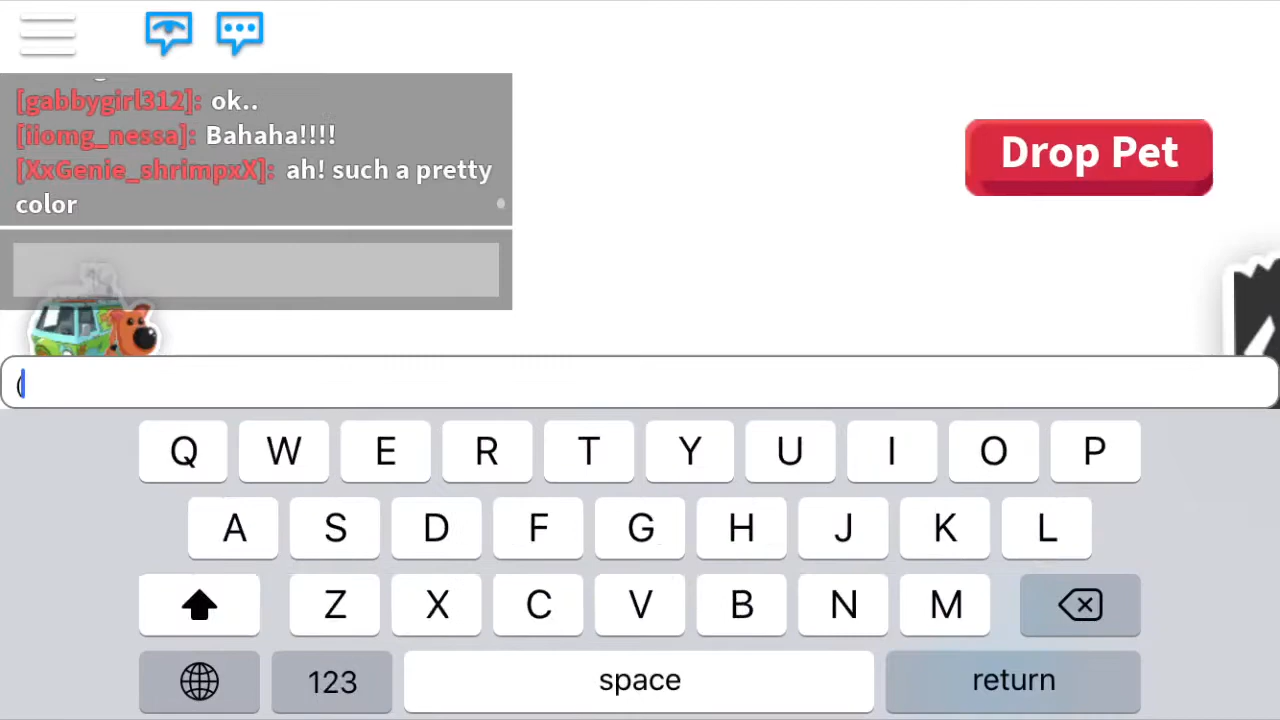 [gabbygirl312]: ok..
[iiomg_nessa]: Bahaha!!!!
[XxGenie_shrimpxX]: ah! such a pretty
color
Drop Pet
(
Q W E R T Y U I O P
A S D F G H J K L
Z X C V B N M
123 space return